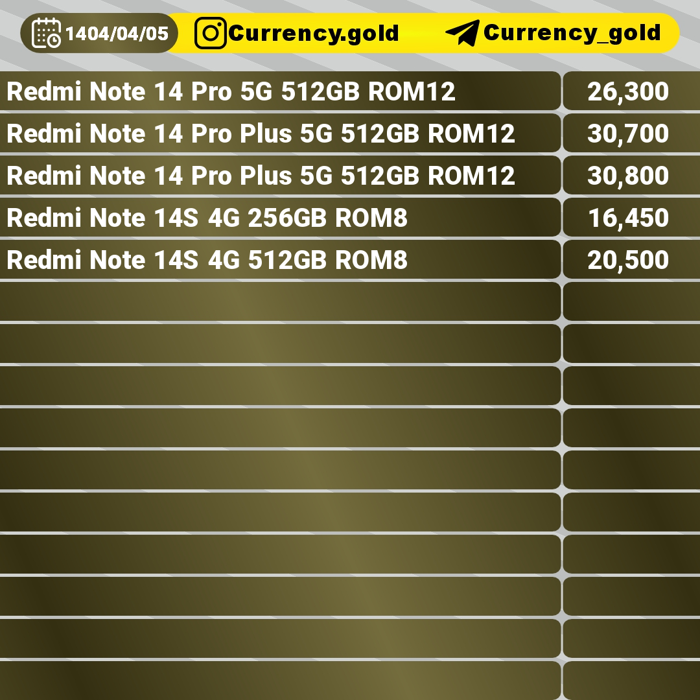 1404/04/05 Currency.gold Currency_gold
Redmi Note 14 Pro 5G 512GB ROM12 26,300
Redmi Note 14 Pro Plus 5G 512GB ROM12 30,700
Redmi Note 14 Pro Plus 5G 512GB ROM12 30,800
Redmi Note 14S 4G 256GB ROM8 16,450
Redmi Note 14S 4G 512GB ROM8 20,500